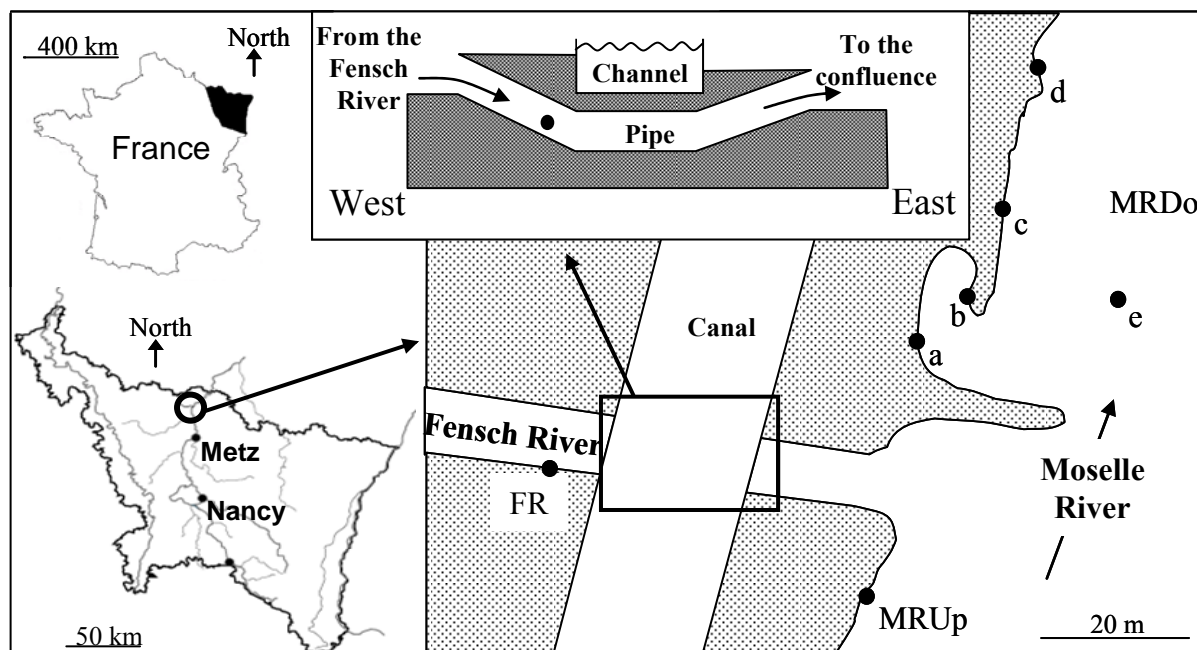 400 km
North
France
From the
Fensch
River
Channel
To the
confluence
Pipe
West
East
North
Metz
Nancy
50 km
Canal
Fensch River
FR
MRUp
a
b
c
d
e
MRDo
Moselle
River
20 m